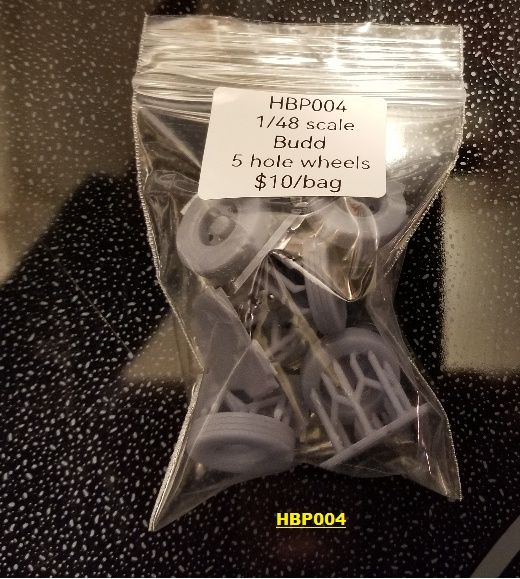 HBP004
1/48 scale
Budd
5 hole wheels
$10/bag
HBP004